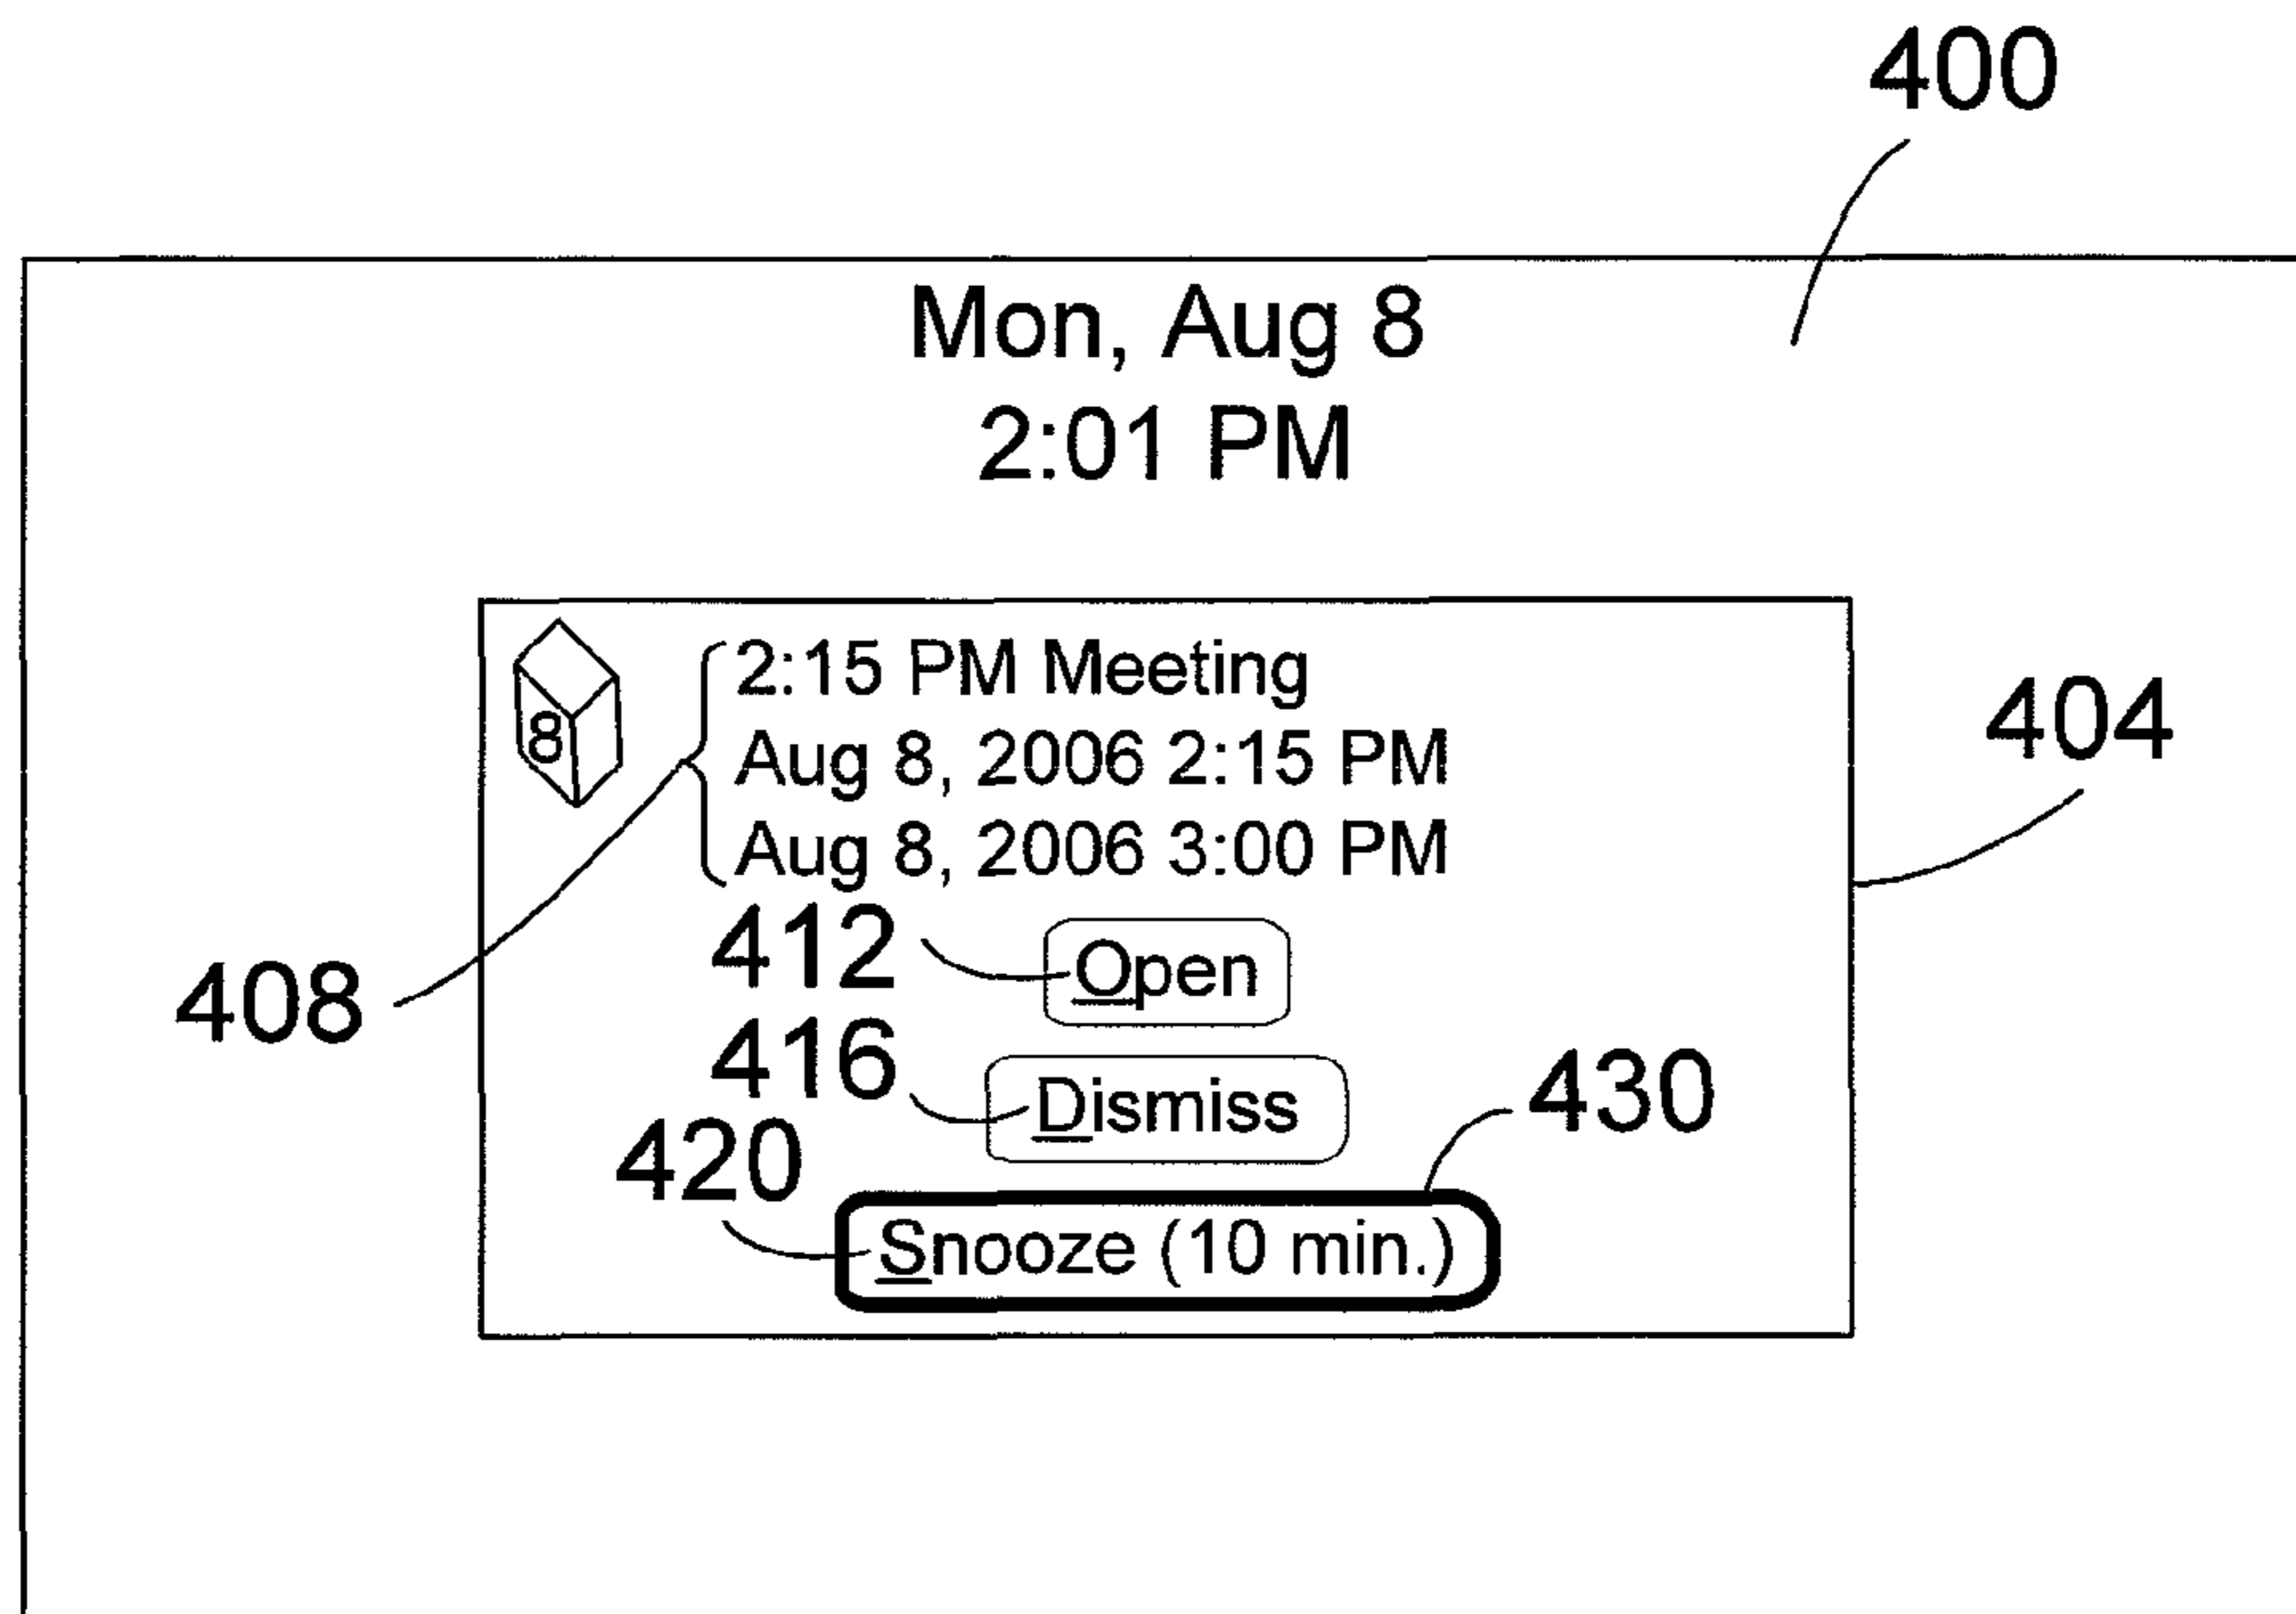 400
Mon, Aug 8
2:01 PM
8
2:15 PM Meeting
Aug 8, 2006 2:15 PM
Aug 8, 2006 3:00 PM
404
408
412
Open
416
Dismiss
430
420
Snooze (10 min.)